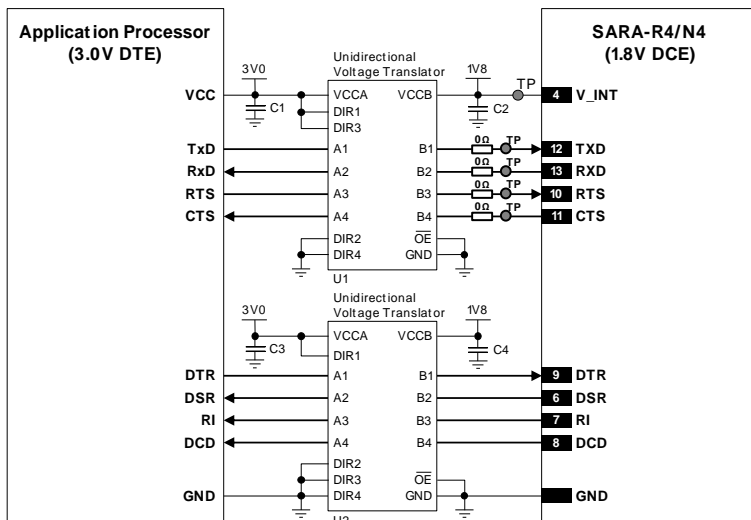 Application Processor
(3.0V DTE)
SARA-R4/N4
(1.8V DCE)
Unidirectional
Voltage Translator
3V0
1V8
TP
VCC
C1
VCCA
VCCB
C2
4
V_INT
DIR1
DIR3
TxD
A1
B1
0Ω
TP
12
TXD
RxD
A2
B2
0Ω
TP
13
RXD
RTS
A3
B3
0Ω
TP
10
RTS
CTS
A4
B4
0Ω
TP
11
CTS
DIR2
OE
DIR4
GND
U1
Unidirectional
Voltage Translator
3V0
1V8
VCCA
VCCB
C3
C4
DIR1
DTR
A1
B1
9
DTR
DSR
A2
B2
6
DSR
RI
A3
B3
7
RI
DCD
A4
B4
8
DCD
DIR2
DIR3
OE
GND
DIR4
GND
GND